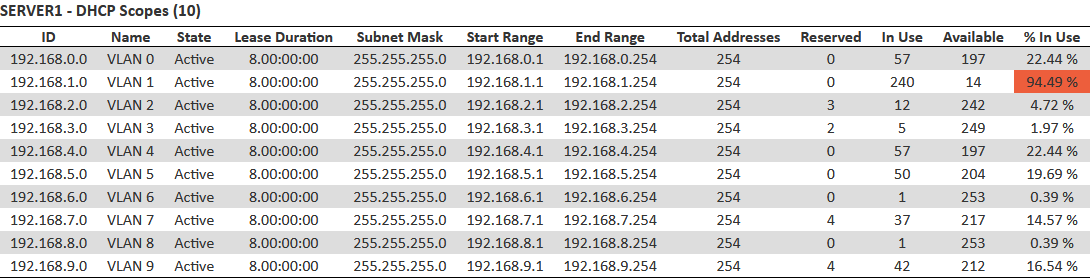 SERVER1 - DHCP Scopes (10)
ID Name State Lease Duration Subnet Mask Start Range End Range Total Addresses Reserved In Use Available % In Use
192.168.0.0 VLAN 0 Active 8.00:00:00 255.255.255.0 192.168.0.1 192.168.0.254 254 0 57 197 22.44 %
192.168.1.0 VLAN 1 Active 8.00:00:00 255.255.255.0 192.168.1.1 192.168.1.254 254 0 240 14 94.49 %
192.168.2.0 VLAN 2 Active 8.00:00:00 255.255.255.0 192.168.2.1 192.168.2.254 254 3 12 242 4.72 %
192.168.3.0 VLAN 3 Active 8.00:00:00 255.255.255.0 192.168.3.1 192.168.3.254 254 2 5 249 1.97 %
192.168.4.0 VLAN 4 Active 8.00:00:00 255.255.255.0 192.168.4.1 192.168.4.254 254 0 57 197 22.44 %
192.168.5.0 VLAN 5 Active 8.00:00:00 255.255.255.0 192.168.5.1 192.168.5.254 254 0 50 204 19.69 %
192.168.6.0 VLAN 6 Active 8.00:00:00 255.255.255.0 192.168.6.1 192.168.6.254 254 0 1 253 0.39 %
192.168.7.0 VLAN 7 Active 8.00:00:00 255.255.255.0 192.168.7.1 192.168.7.254 254 4 37 217 14.57 %
192.168.8.0 VLAN 8 Active 8.00:00:00 255.255.255.0 192.168.8.1 192.168.8.254 254 0 1 253 0.39 %
192.168.9.0 VLAN 9 Active 8.00:00:00 255.255.255.0 192.168.9.1 192.168.9.254 254 4 42 212 16.54 %